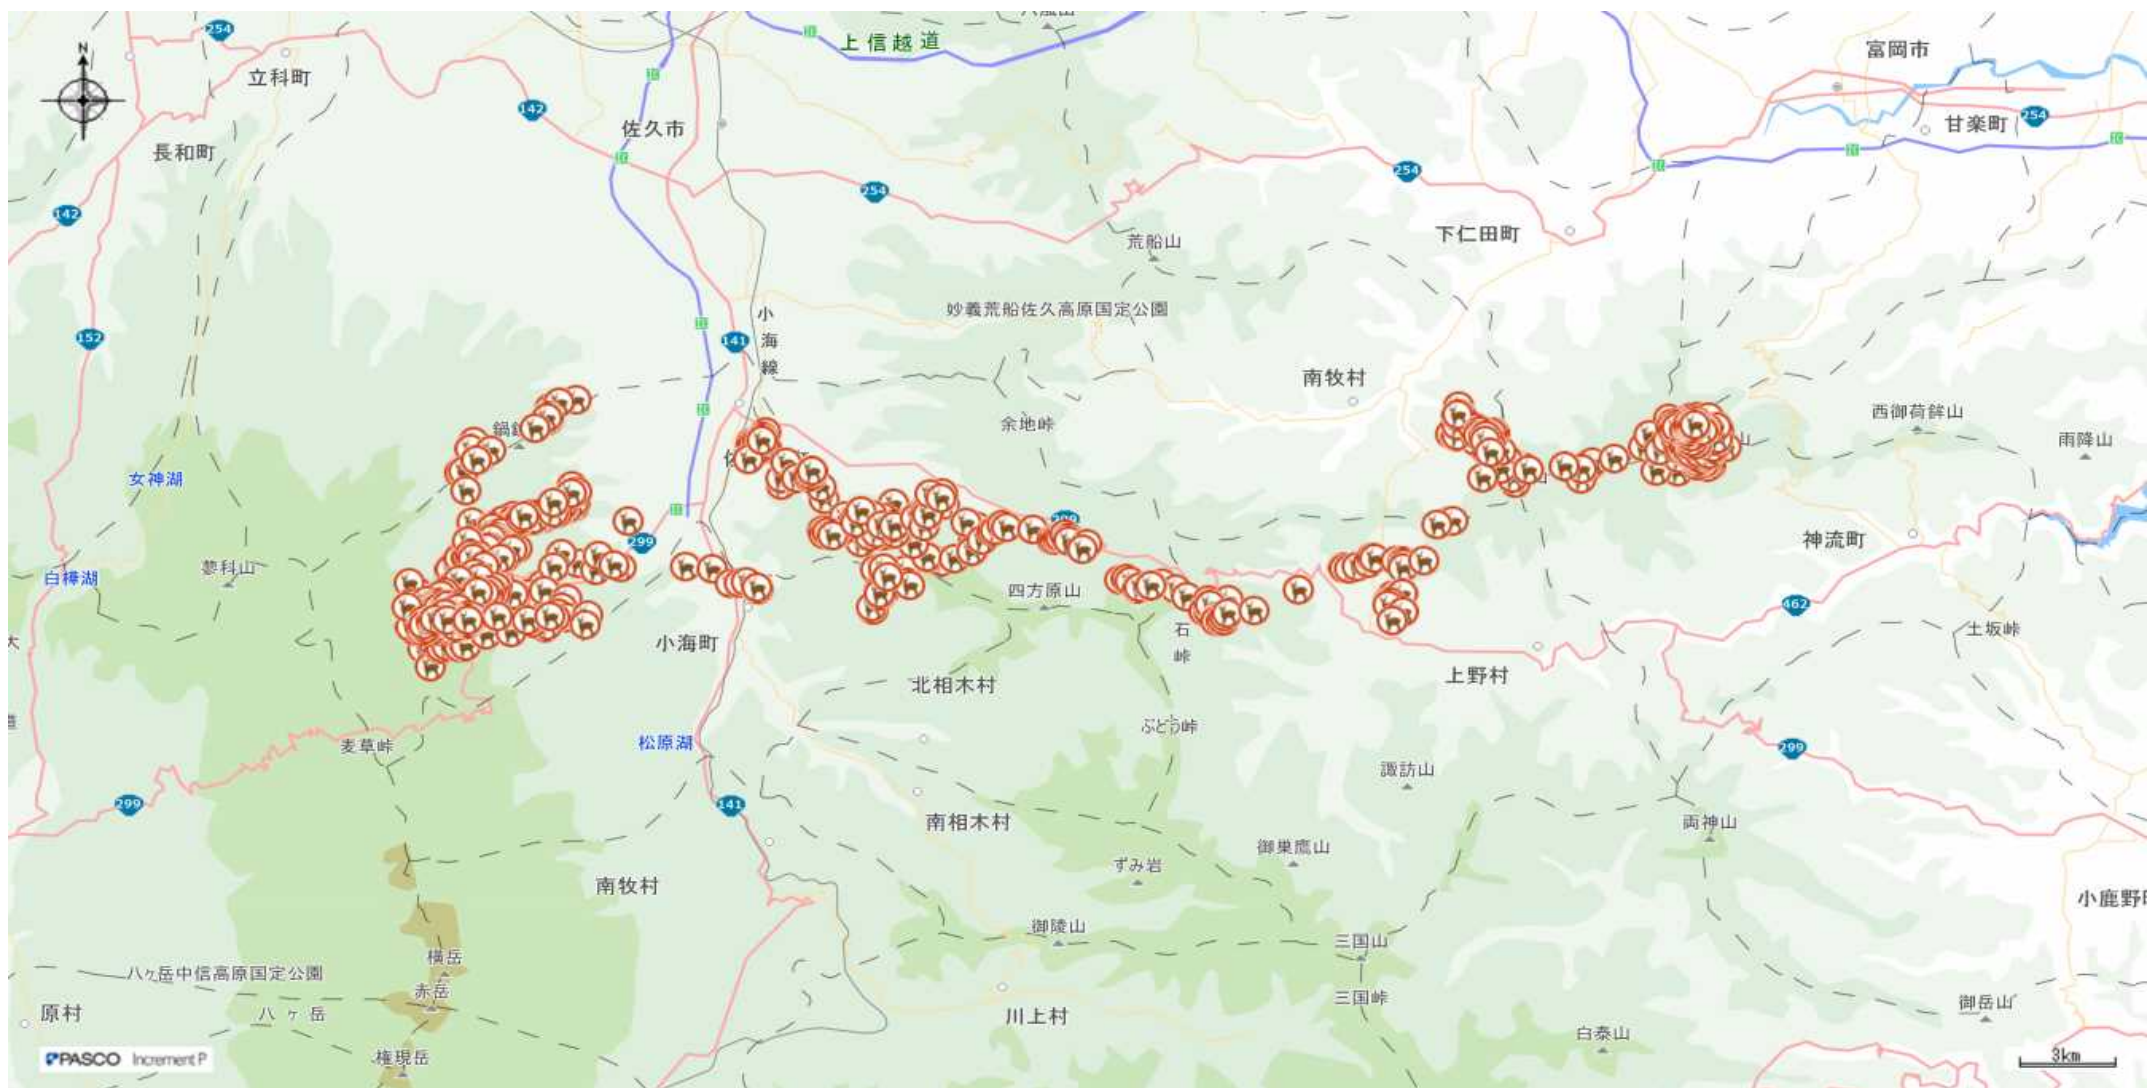 八風山
254
上信越道
富岡市
N
立科町
142
佐久市
甘楽町
254
長和町
254
254
142
下仁田町
荒船山
妙義荒船佐久高原国定公園
小海線
152
141
南牧村
余地峠
西御荷鉾山
雨降山
女神湖
299
神流町
白樺湖
蓼科山
四方原山
462
石
峠
小海町
土坂峠
上野村
北相木村
ぶどう峠
松原湖
麦草峠
299
諏訪山
299
141
南相木村
両神山
御巣鷹山
ずみ岩
南牧村
小鹿野町
御陵山
三国山
横岳
八ヶ岳中信高原国定公園
赤岳
三国峠
原村
八ヶ岳
川上村
御岳山
白泰山
PASCO Increment P
権現岳
3km